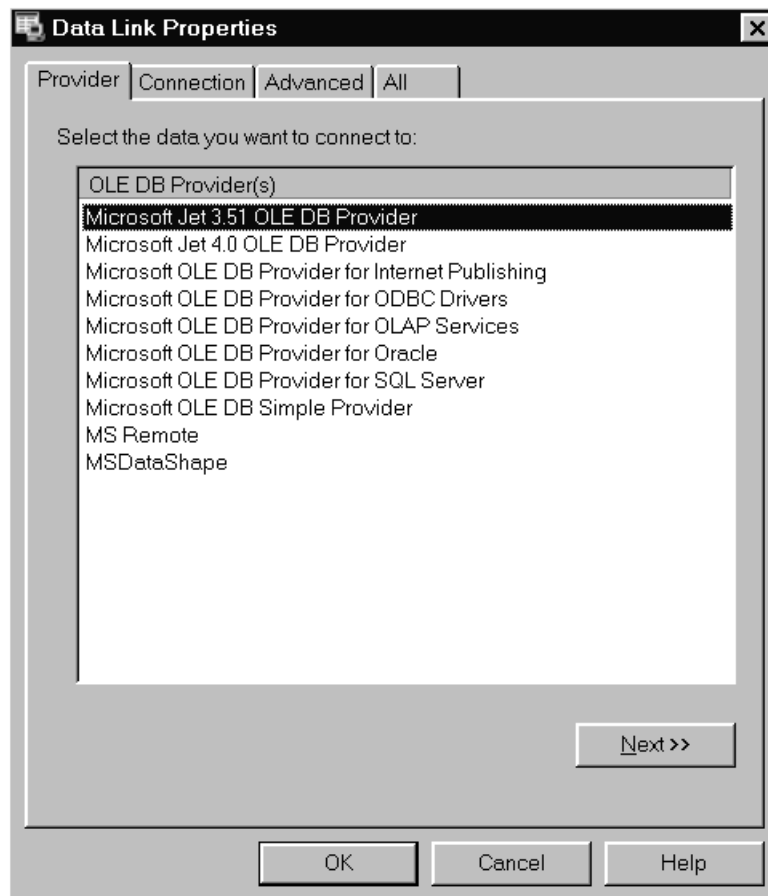 Data Link Properties
Provider Connection Advanced All
Select the data you want to connect to:
OLE DB Provider(s)
Microsoft Jet 3.51 OLE DB Provider
Microsoft Jet 4.0 OLE DB Provider
Microsoft OLE DB Provider for Internet Publishing
Microsoft OLE DB Provider for ODBC Drivers
Microsoft OLE DB Provider for OLAP Services
Microsoft OLE DB Provider for Oracle
Microsoft OLE DB Provider for SQL Server
Microsoft OLE DB Simple Provider
MS Remote
MSDataShape
Next >>
OK Cancel Help